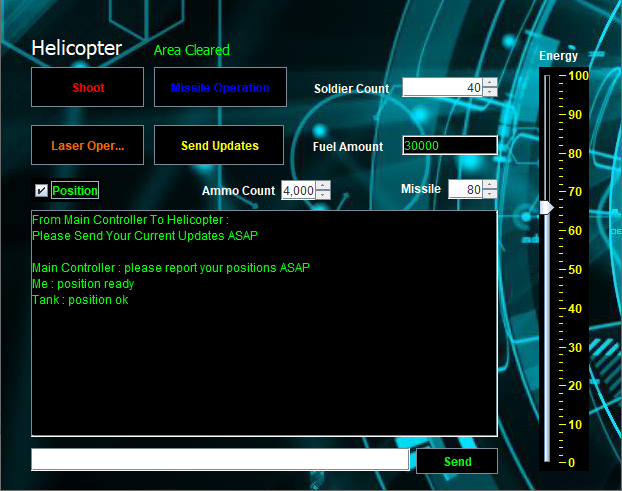 Helicopter
Area Cleared
Energy
Shoot
Missile Operation
Soldier Count
40
Laser Oper...
Send Updates
Fuel Amount
30000
Position
Ammo Count
4,000
Missile
80
From Main Controller To Helicopter :
Please Send Your Current Updates ASAP
Main Controller : please report your positions ASAP
Me : position ready
Tank : position ok
Send
100
90
80
70
60
50
40
30
20
10
0